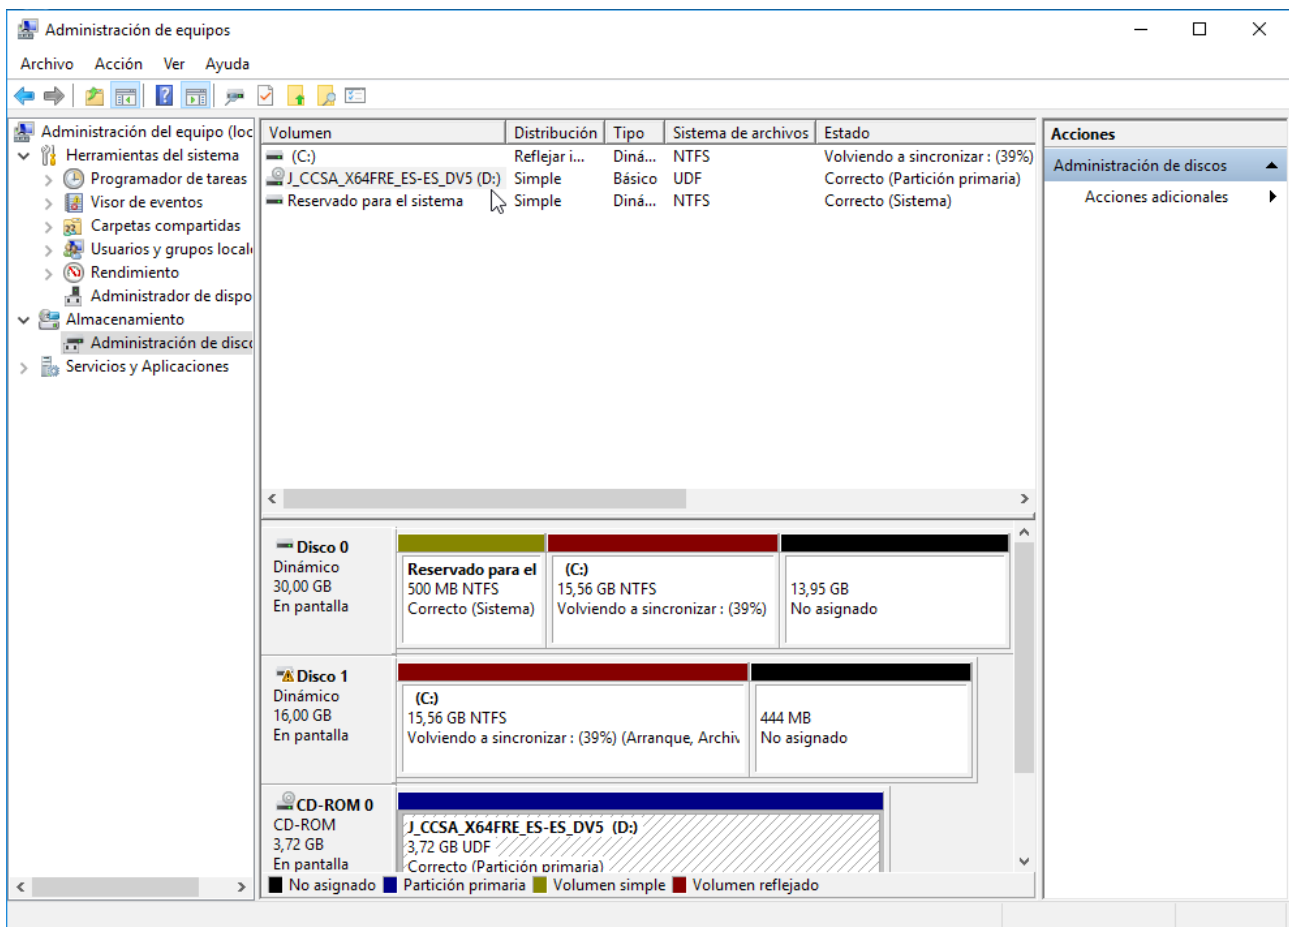 Administración de equipos
Archivo Acción Ver Ayuda
Administración del equipo (loc
Herramientas del sistema
Programador de tareas
Visor de eventos
Carpetas compartidas
Usuarios y grupos local
Rendimiento
Administrador de dispo
Almacenamiento
Administración de disc
Servicios y Aplicaciones
Volumen Distribución Tipo Sistema de archivos Estado
(C:) Reflejar i... Diná... NTFS Volviendo a sincronizar : (39%)
J_CCSA_X64FRE_ES-ES_DV5 (D:) Simple Básico UDF Correcto (Partición primaria)
Reservado para el sistema Simple Diná... NTFS Correcto (Sistema)
Acciones
Administración de discos
Acciones adicionales
Disco 0
Dinámico
30,00 GB
En pantalla
Reservado para el
500 MB NTFS
Correcto (Sistema)
(C:)
15,56 GB NTFS
Volviendo a sincronizar : (39%)
13,95 GB
No asignado
Disco 1
Dinámico
16,00 GB
En pantalla
(C:)
15,56 GB NTFS
Volviendo a sincronizar : (39%) (Arranque, Archiv
444 MB
No asignado
CD-ROM 0
CD-ROM
3,72 GB
En pantalla
J_CCSA_X64FRE_ES-ES_DV5 (D:)
3,72 GB UDF
Correcto (Partición primaria)
No asignado Partición primaria Volumen simple Volumen reflejado